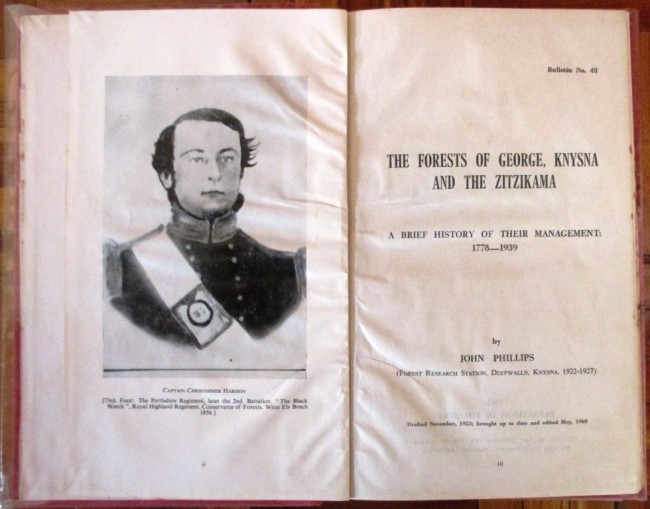 CAPTAIN CHRISTOPHER HARISON
[73rd. Foot: The Perthshire Regiment, later the 2nd. Battalion, "The Black
Watch", Royal Highland Regiment, Conservator of Forests, Witte Els Bosch
1856.]
ii
Bulletin No. 40
THE FORESTS OF GEORGE, KNYSNA
AND THE ZITZIKAMA
A BRIEF HISTORY OF THEIR MANAGEMENT:
1778—1939
by
JOHN PHILLIPS
(FOREST RESEARCH STATION, DEEPWALLS, KNYSNA, 1922-1927)
Drafted November, 1923; brought up to date and edited May, 1960
iii